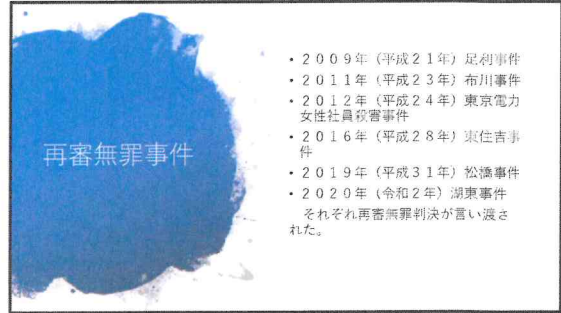 再審無罪事件
・２００９年（平成２１年）足利事件
・２０１１年（平成２３年）布川事件
・２０１２年（平成２４年）東京電力
女性社員殺害事件
・２０１６年（平成２８年）東住吉事
件
・２０１９年（平成３１年）松橋事件
・２０２０年（令和２年）湖東事件
　それぞれ再審無罪判決が言い渡さ
れた。